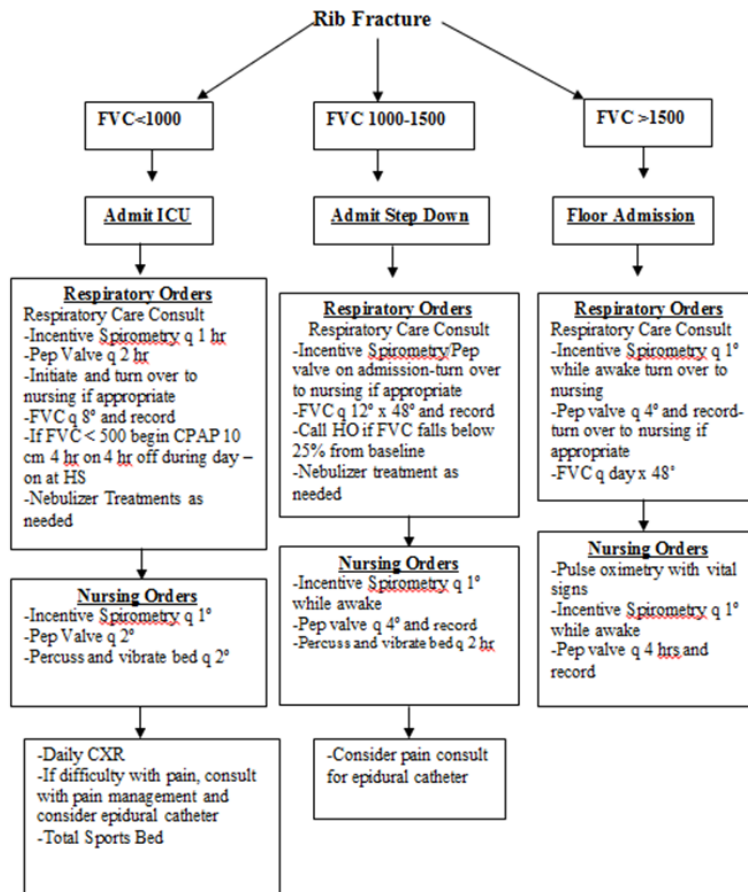 Rib Fracture
FVC<1000
FVC 1000-1500
FVC >1500
Admit ICU
Admit Step Down
Floor Admission
Respiratory Orders
Respiratory Care Consult
-Incentive Spirometry q 1 hr
-Pep Valve q 2 hr
-Initiate and turn over to
nursing if appropriate
-FVC q 8° and record
-If FVC < 500 begin CPAP 10
cm 4 hr on 4 hr off during day –
on at HS
-Nebulizer Treatments as
needed
Respiratory Orders
Respiratory Care Consult
-Incentive Spirometry/Pep
valve on admission-turn over
to nursing if appropriate
-FVC q 12° x 48° and record
-Call HO if FVC falls below
25% from baseline
-Nebulizer treatment as
needed
Respiratory Orders
Respiratory Care Consult
-Incentive Spirometry q 1°
while awake turn over to
nursing
-Pep valve q 4° and record-
turn over to nursing if
appropriate
-FVC q day x 48°
Nursing Orders
-Incentive Spirometry q 1°
-Pep Valve q 2°
-Percuss and vibrate bed q 2°
Nursing Orders
-Incentive Spirometry q 1°
while awake
-Pep valve q 4° and record
-Percuss and vibrate bed q 2 hr
Nursing Orders
-Pulse oximetry with vital
signs
-Incentive Spirometry q 1°
while awake
-Pep valve q 4 hrs and
record
-Daily CXR
-If difficulty with pain, consult
with pain management and
consider epidural catheter
-Total Sports Bed
-Consider pain consult
for epidural catheter